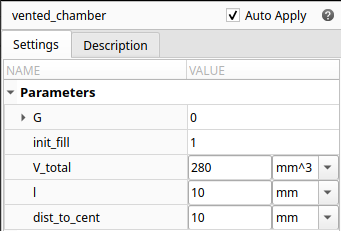 vented_chamber Auto Apply
Settings Description
NAME VALUE
Parameters
G 0
init_fill 1
V_total 280 mm^3
l 10 mm
dist_to_cent 10 mm